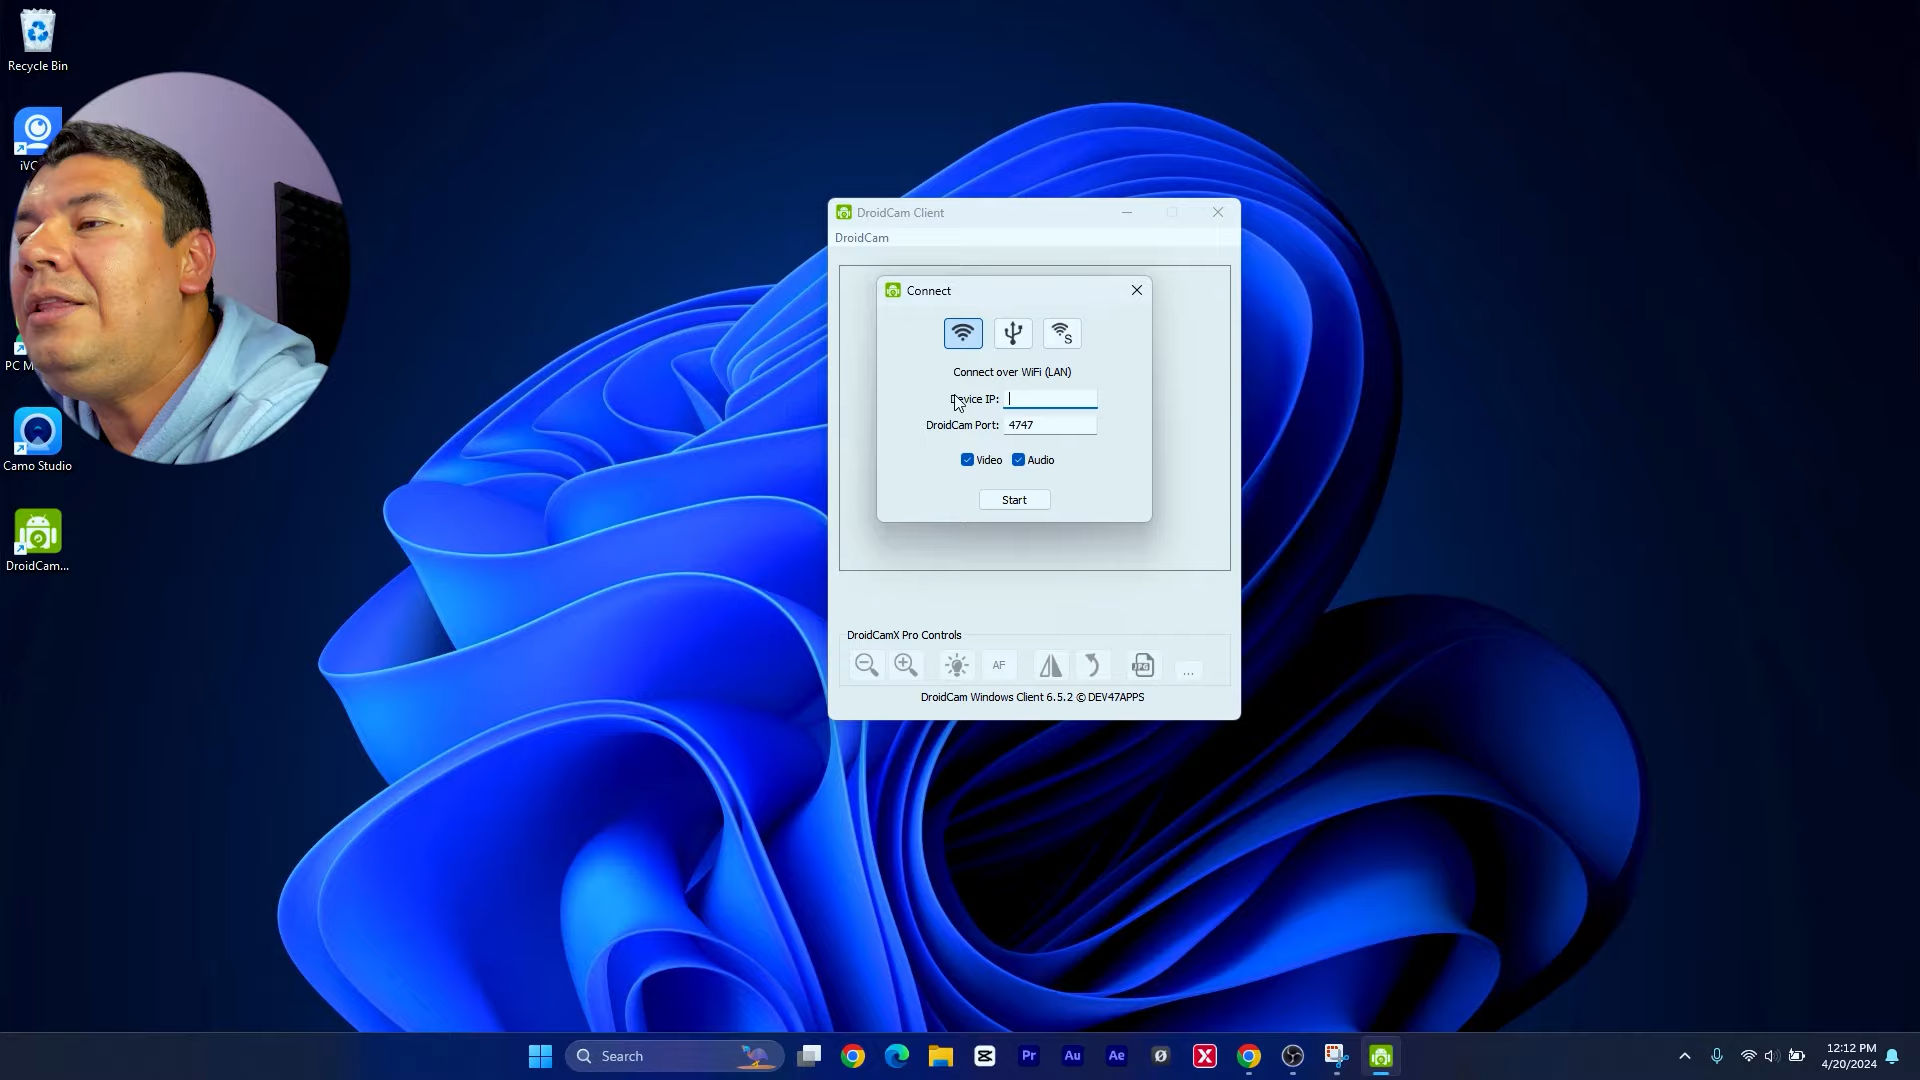 Recycle Bin
iVC
PC M
Camo Studio
DroidCam...
DroidCam Client
DroidCam
Connect
S
Connect over WiFi (LAN)
Device IP:
DroidCam Port: 4747
Video Audio
Start
DroidCamX Pro Controls
AF
JPG
...
DroidCam Windows Client 6.5.2 © DEV47APPS
Search
Pr
Au
Ae
X
12:12 PM
4/20/2024